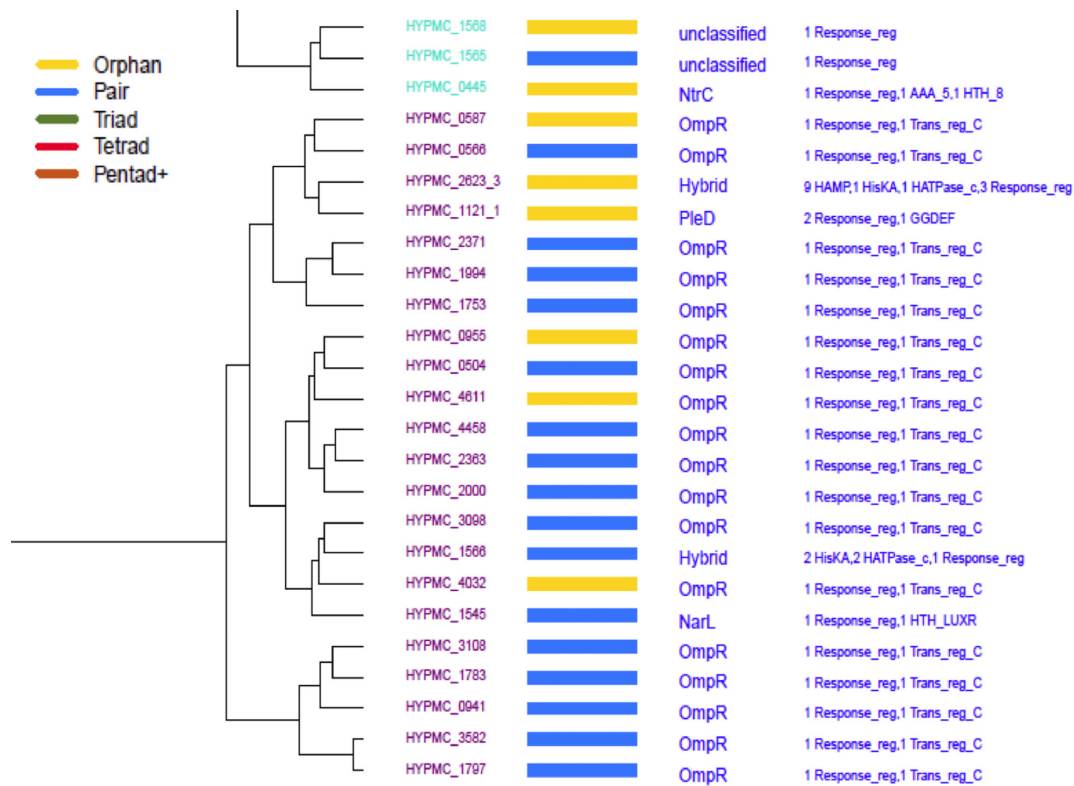 Orphan
Pair
Triad
Tetrad
Pentad+
HYPMC_1568 unclassified 1 Response_reg
HYPMC_1565 unclassified 1 Response_reg
HYPMC_0445 NtrC 1 Response_reg,1 AAA_5,1 HTH_8
HYPMC_0587 OmpR 1 Response_reg,1 Trans_reg_C
HYPMC_0566 OmpR 1 Response_reg,1 Trans_reg_C
HYPMC_2623_3 Hybrid 9 HAMP,1 HisKA,1 HATPase_c,3 Response_reg
HYPMC_1121_1 PleD 2 Response_reg,1 GGDEF
HYPMC_2371 OmpR 1 Response_reg,1 Trans_reg_C
HYPMC_1994 OmpR 1 Response_reg,1 Trans_reg_C
HYPMC_1753 OmpR 1 Response_reg,1 Trans_reg_C
HYPMC_0955 OmpR 1 Response_reg,1 Trans_reg_C
HYPMC_0504 OmpR 1 Response_reg,1 Trans_reg_C
HYPMC_4611 OmpR 1 Response_reg,1 Trans_reg_C
HYPMC_4458 OmpR 1 Response_reg,1 Trans_reg_C
HYPMC_2363 OmpR 1 Response_reg,1 Trans_reg_C
HYPMC_2000 OmpR 1 Response_reg,1 Trans_reg_C
HYPMC_3098 OmpR 1 Response_reg,1 Trans_reg_C
HYPMC_1566 Hybrid 2 HisKA,2 HATPase_c,1 Response_reg
HYPMC_4032 OmpR 1 Response_reg,1 Trans_reg_C
HYPMC_1545 NarL 1 Response_reg,1 HTH_LUXR
HYPMC_3108 OmpR 1 Response_reg,1 Trans_reg_C
HYPMC_1783 OmpR 1 Response_reg,1 Trans_reg_C
HYPMC_0941 OmpR 1 Response_reg,1 Trans_reg_C
HYPMC_3582 OmpR 1 Response_reg,1 Trans_reg_C
HYPMC_1797 OmpR 1 Response_reg,1 Trans_reg_C